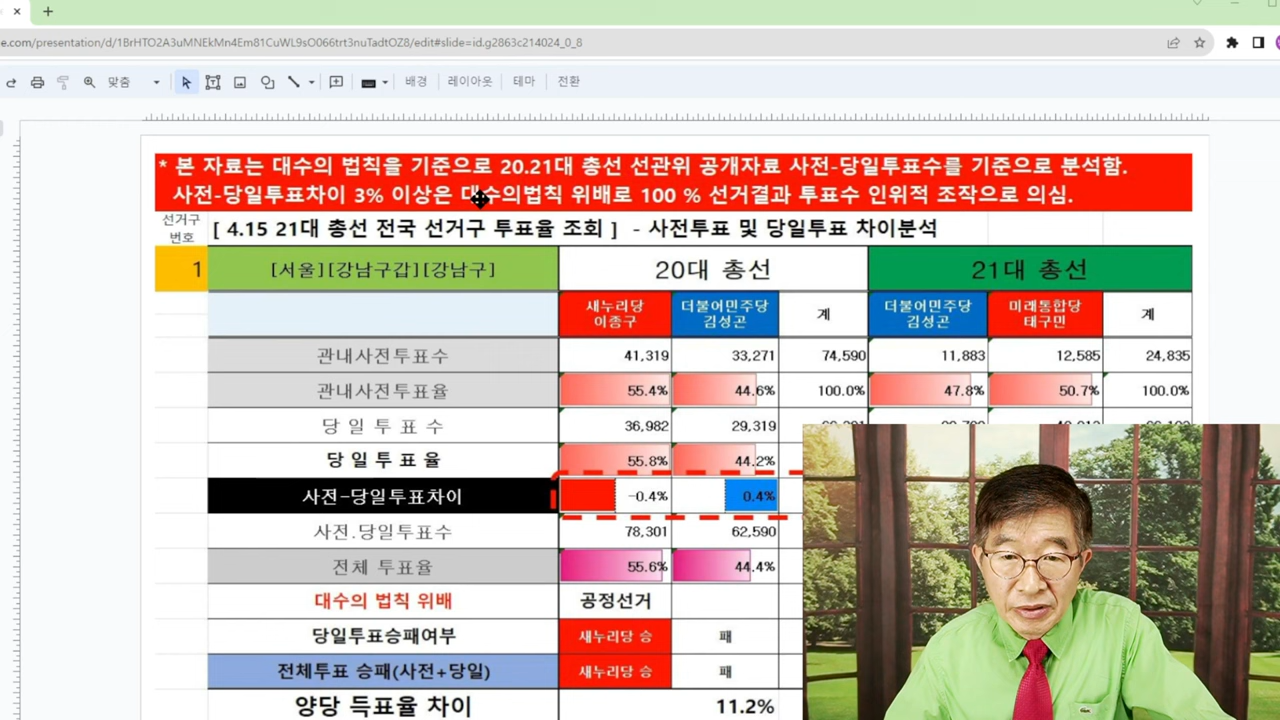 e.com/presentation/d/1BrHTO2A3uMNEkMn4Em81CuWL9sO066trt3nuTadtOZ8/edit#slide=id.g2863c214024_0_8
맞춤 배경 레이아웃 테마 전환
* 본 자료는 대수의 법칙을 기준으로 20.21대 총선 선관위 공개자료 사전-당일투표수를 기준으로 분석함.
사전-당일투표차이 3% 이상은 대수의법칙 위배로 100 % 선거결과 투표수 인위적 조작으로 의심.
선거구
번호
[ 4.15 21대 총선 전국 선거구 투표율 조회 ] - 사전투표 및 당일투표 차이분석
1 [서울][강남구갑][강남구] 20대 총선 21대 총선
새누리당 더불어민주당 계 더불어민주당 미래통합당 계
이종구 김성곤 김성곤 태구민
관내사전투표수 41,319 33,271 74,590 11,883 12,585 24,835
관내사전투표율 55.4% 44.6% 100.0% 47.8% 50.7% 100.0%
당 일 투 표 수 36,982 29,319
당 일 투 표 율 55.8% 44.2%
사전-당일투표차이 -0.4% 0.4%
사전.당일투표수 78,301 62,590
전체 투표율 55.6% 44.4%
대수의 법칙 위배 공정선거
당일투표승패여부 새누리당 승 패
전체투표 승패(사전+당일) 새누리당 승 패
양당 득표율 차이 11.2%